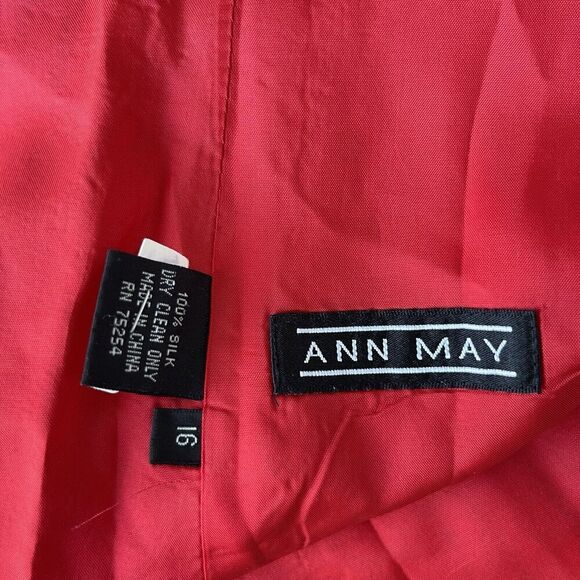 100% SILK
DRY CLEAN ONLY
MADE IN CHINA
RN 75254
16
ANN MAY